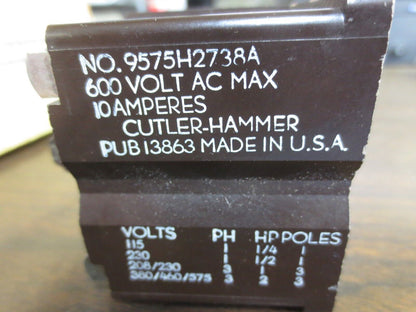 NO. 9575H2738A
600 VOLT AC MAX
10 AMPERES
CUTLER-HAMMER
PUB 13863 MADE IN U.S.A.
VOLTS PH HP POLES
115 1 1/4 1
230 1 1/2 1
208/230 3 1 3
380/460/575 3 2 3